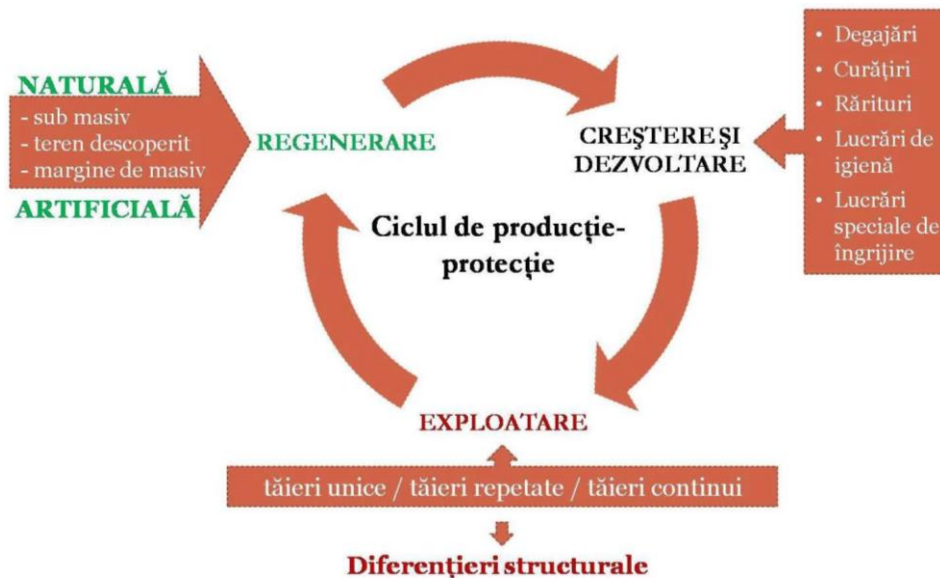 NATURALĂ
- sub masiv
- teren descoperit
- margine de masiv
ARTIFICIALĂ
REGENERARE
CREŞTERE ŞI
DEZVOLTARE
• Degajări
• Curăţiri
• Rărituri
• Lucrări de
igienă
• Lucrări
speciale de
îngrijire
Ciclul de producţie-
protecţie
EXPLOATARE
tăieri unice / tăieri repetate / tăieri continui
Diferenţieri structurale